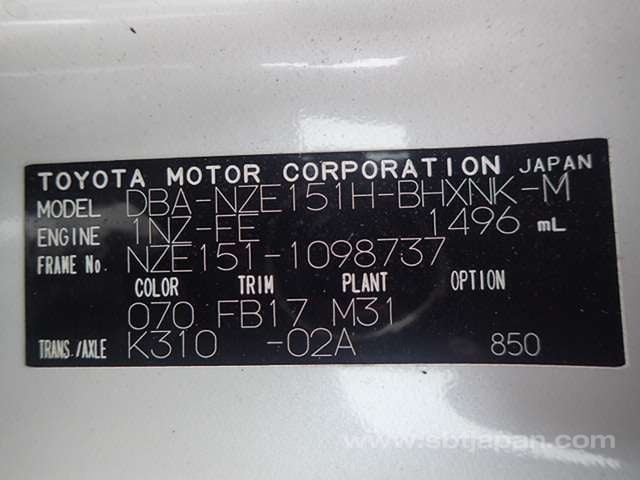 TOYOTA MOTOR CORPORATION JAPAN
MODEL DBA-NZE151H-BHXNK-M
ENGINE 1NZ-FE 1496 mL
FRAME No. NZE151-1098737
COLOR TRIM PLANT OPTION
070 FB17 M31
TRANS./AXLE K310 -02A 850
www.sbtjapan.com